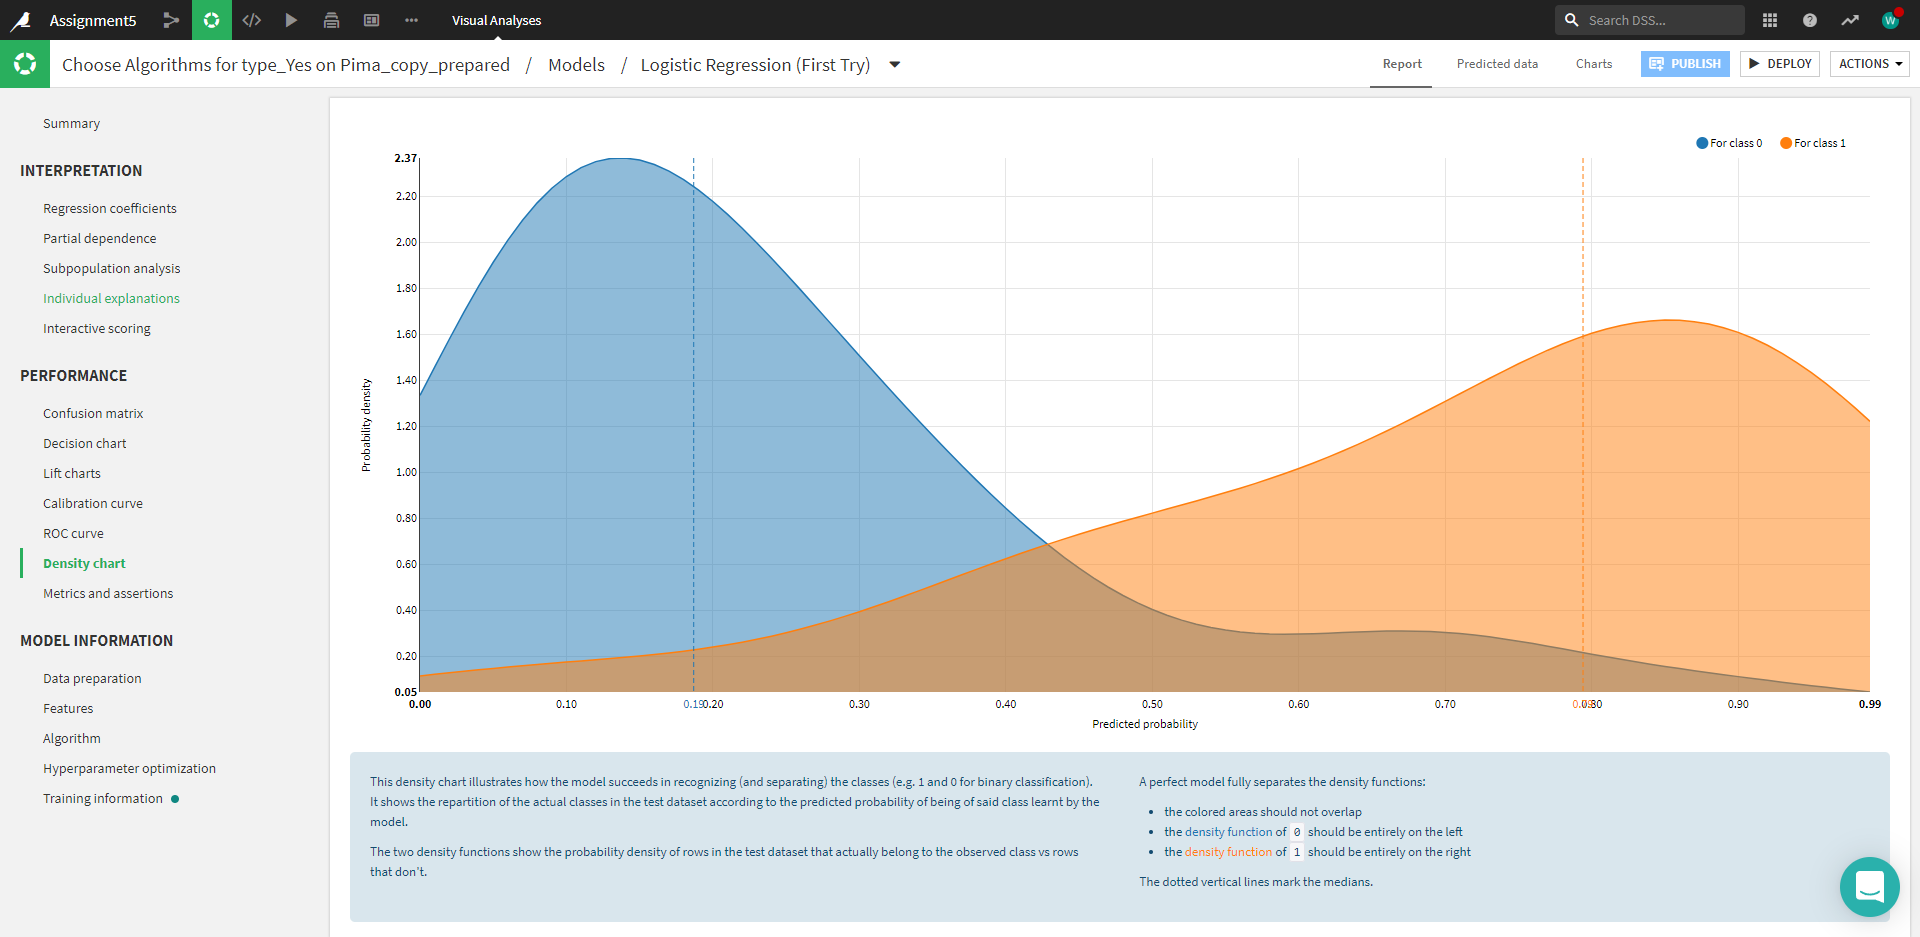 Assignment5
Visual Analyses
Search DSS...
W
Choose Algorithms for type_Yes on Pima_copy_prepared / Models / Logistic Regression (First Try)
Report
Predicted data
Charts
PUBLISH
DEPLOY
ACTIONS
Summary
INTERPRETATION
Regression coefficients
Partial dependence
Subpopulation analysis
Individual explanations
Interactive scoring
PERFORMANCE
Confusion matrix
Decision chart
Lift charts
Calibration curve
ROC curve
Density chart
Metrics and assertions
MODEL INFORMATION
Data preparation
Features
Algorithm
Hyperparameter optimization
Training information
For class 0
For class 1
2.37
2.20
2.00
1.80
1.60
1.40
1.20
1.00
0.80
0.60
0.40
0.20
0.05
Probability density
0.00
0.10
0.19
0.20
0.30
0.40
0.50
0.60
0.70
0.80
0.90
0.99
Predicted probability
This density chart illustrates how the model succeeds in recognizing (and separating) the classes (e.g. 1 and 0 for binary classification).
It shows the repartition of the actual classes in the test dataset according to the predicted probability of being of said class learnt by the
model.
The two density functions show the probability density of rows in the test dataset that actually belong to the observed class vs rows
that don't.
A perfect model fully separates the density functions:
• the colored areas should not overlap
• the density function of 0 should be entirely on the left
• the density function of 1 should be entirely on the right
The dotted vertical lines mark the medians.